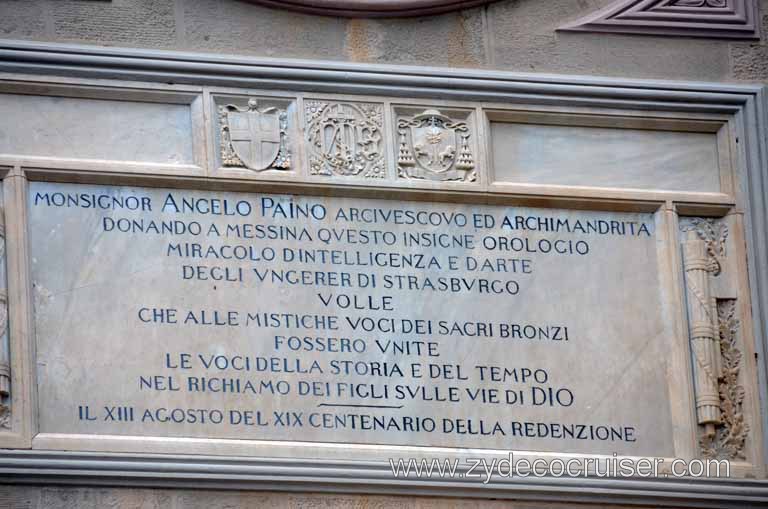 MONSIGNOR ANGELO PAINO ARCIVESCOVO ED ARCHIMANDRITA
DONANDO A MESSINA QVESTO INSIGNE OROLOGIO
MIRACOLO D'INTELLIGENZA E D'ARTE
DEGLI VNGERER DI STRASBVRGO
VOLLE
CHE ALLE MISTICHE VOCI DEI SACRI BRONZI
FOSSERO VNITE
LE VOCI DELLA STORIA E DEL TEMPO
NEL RICHIAMO DEI FIGLI SVLLE VIE DI DIO
IL XIII AGOSTO DEL XIX CENTENARIO DELLA REDENZIONE
www.zydecocruiser.com